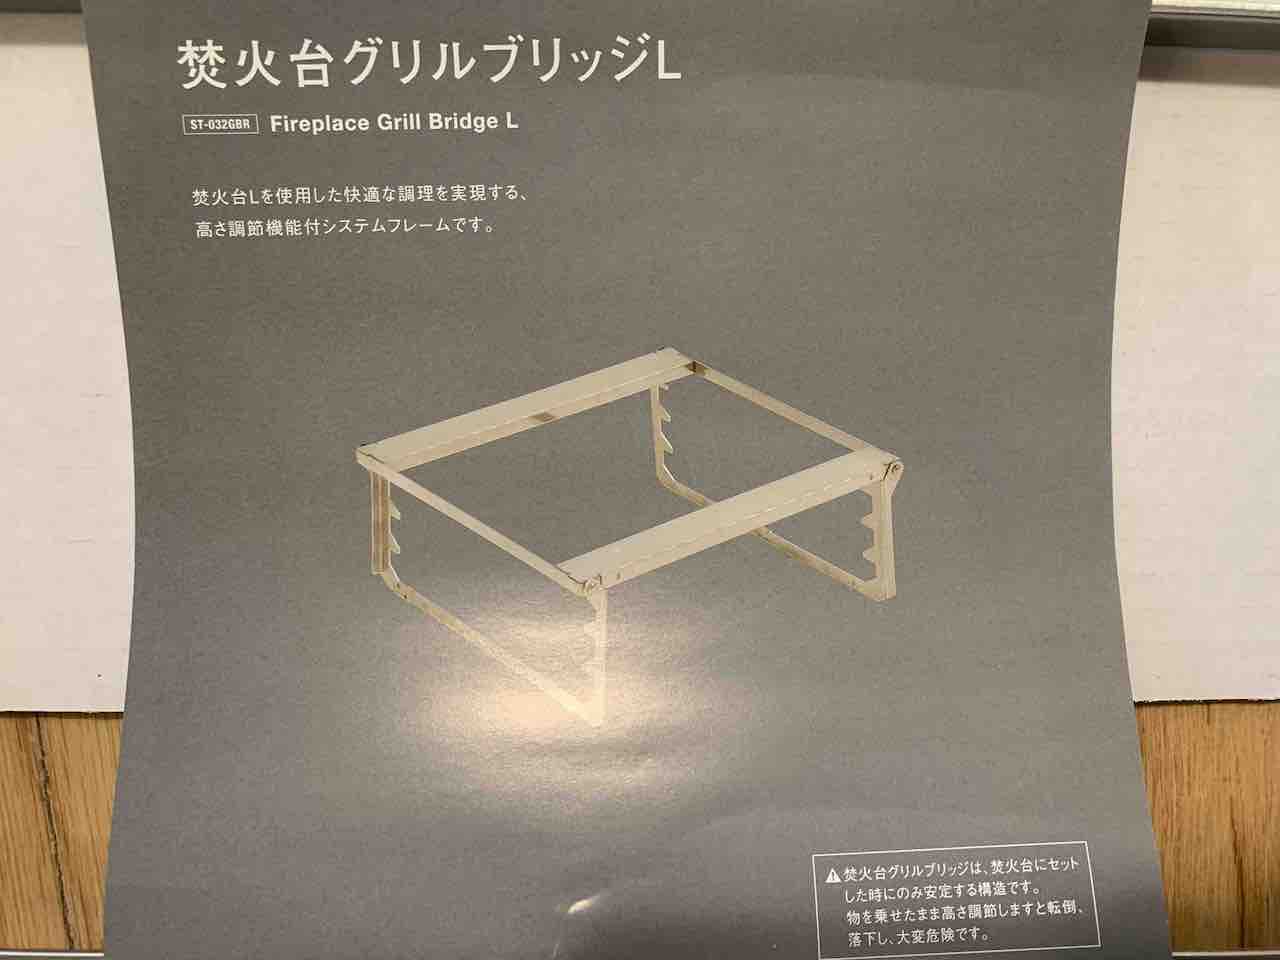 焚火台グリルブリッジL
ST-032GBR Fireplace Grill Bridge L
焚火台Lを使用した快適な調理を実現する、
高さ調節機能付システムフレームです。
⚠焚火台グリルブリッジは、焚火台にセット
した時にのみ安定する構造です。
物を乗せたまま高さ調節しますと転倒、
落下し、大変危険です。